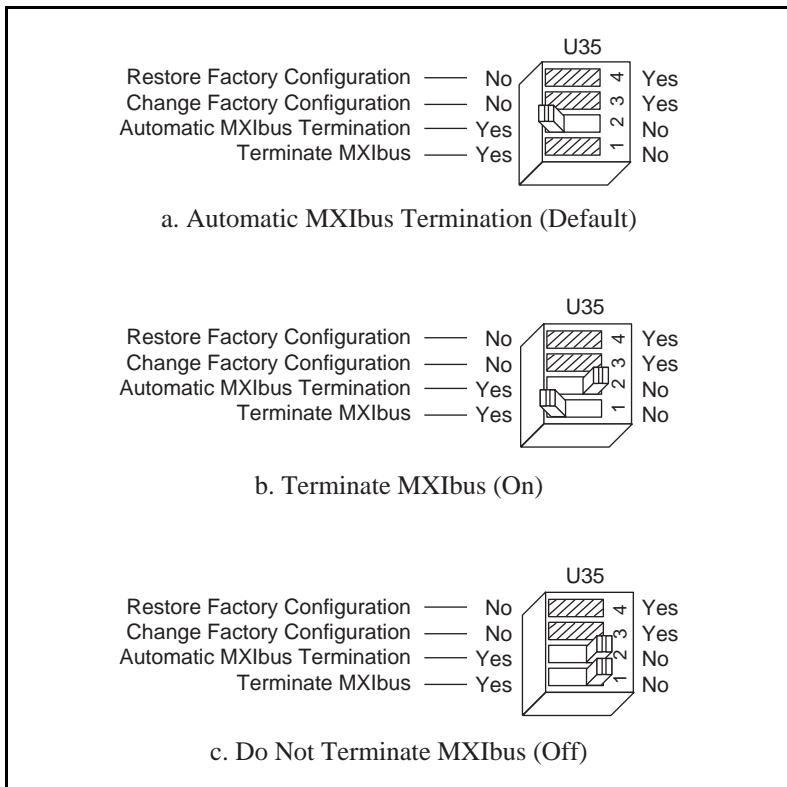 U35
Restore Factory Configuration No 4 Yes
Change Factory Configuration No 3 Yes
Automatic MXIbus Termination Yes 2 No
Terminate MXIbus Yes 1 No
a. Automatic MXIbus Termination (Default)
U35
Restore Factory Configuration No 4 Yes
Change Factory Configuration No 3 Yes
Automatic MXIbus Termination Yes 2 No
Terminate MXIbus Yes 1 No
b. Terminate MXIbus (On)
U35
Restore Factory Configuration No 4 Yes
Change Factory Configuration No 3 Yes
Automatic MXIbus Termination Yes 2 No
Terminate MXIbus Yes 1 No
c. Do Not Terminate MXIbus (Off)